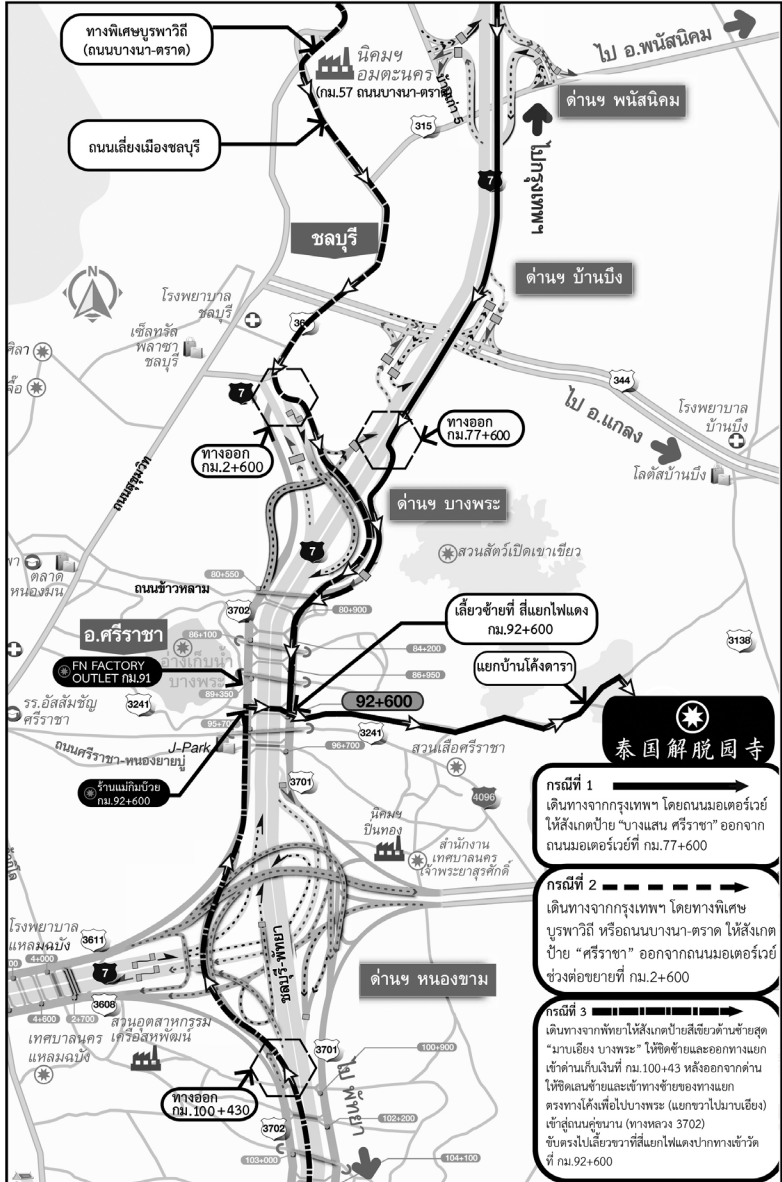 ทางพิเศษบูรพาวิถี
(ถนนบางนา-ตราด)
นิคมฯ
อมตะนคร
(กม.57 ถนนบางนา-ตราด)
บ้านเก่า 5
ไป อ.พนัสนิคม
ด่านฯ พนัสนิคม
315
ถนนเลี่ยงเมืองชลบุรี
7
ไปกรุงเทพฯ
ชลบุรี
N
ด่านฯ บ้านบึง
โรงพยาบาล
ชลบุรี
เซ็ลทรัล
พลาซา
ชลบุรี
361
344
7
ไป อ.แกลง
โรงพยาบาล
บ้านบึง
โลตัสบ้านบึง
ทางออก
กม.2+600
ทางออก
กม.77+600
ถนนสุขุมวิท
ด่านฯ บางพระ
7
สวนสัตว์เปิดเขาเขียว
ตลาด
หนองมน
ถนนข้าวหลาม
80+550
3702
80+900
เลี้ยวซ้ายที่ สี่แยกไฟแดง
กม.92+600
อ.ศรีราชา
86+100
84+200
3138
FN FACTORY
OUTLET กม.91
อ่างเก็บน้ำ
บางพระ
86+950
แยกบ้านโค้งดารา
89+350
92+600
รร.อัสสัมชัญ
ศรีราชา
3241
95+700
3241
ถนนศรีราชา-หนองยายบู่
J-Park
96+700
สวนเสือศรีราชา
泰国解脱园寺
ร้านแม่กิมบ๊วย
กม.92+600
3701
4096
นิคมฯ
ปิ่นทอง
สำนักงาน
เทศบาลนคร
เจ้าพระยาสุรศักดิ์
กรณีที่ 1
เดินทางจากกรุงเทพฯ โดยถนนมอเตอร์เวย์
ให้สังเกตป้าย “บางแสน ศรีราชา” ออกจาก
ถนนมอเตอร์เวย์ที่ กม.77+600
กรณีที่ 2
เดินทางจากกรุงเทพฯ โดยทางพิเศษ
บูรพาวิถี หรือถนนบางนา-ตราด ให้สังเกต
ป้าย “ศรีราชา” ออกจากถนนมอเตอร์เวย์
ช่วงต่อขยายที่ กม.2+600
โรงพยาบาล
แหลมฉบัง
3611
4+000
7
ชลบุรี-พัทยา
ด่านฯ หนองขาม
4+600
2+700
3608
เทศบาลนคร
แหลมฉบัง
สวนอุตสาหกรรม
เครือสหพัฒน์
3701
100+900
ทางออก
กม.100+430
ไป พัทยา
3702
102+200
103+000
104+100
กรณีที่ 3
เดินทางจากพัทยาให้สังเกตป้ายสีเขียวด้านซ้ายสุด
“มาบเอียง บางพระ” ให้ชิดซ้ายและออกทางแยก
เข้าด่านเก็บเงินที่ กม.100+43 หลังออกจากด่าน
ให้ชิดเลนซ้ายและเข้าทางซ้ายของทางแยก
ตรงทางโค้งเพื่อไปบางพระ (แยกขวาไปมาบเอียง)
เข้าสู่ถนนคู่ขนาน (ทางหลวง 3702)
ขับตรงไปเลี้ยวขวาที่สี่แยกไฟแดงปากทางเข้าวัด
ที่ กม.92+600